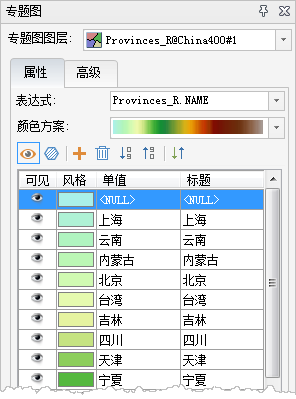 专题图
专题图图层: Provinces_R@China400#1
属性 高级
表达式: Provinces_R.NAME
颜色方案:
可见 风格 单值 标题
<NULL> <NULL>
上海 上海
云南 云南
内蒙古 内蒙古
北京 北京
台湾 台湾
吉林 吉林
四川 四川
天津 天津
宁夏 宁夏